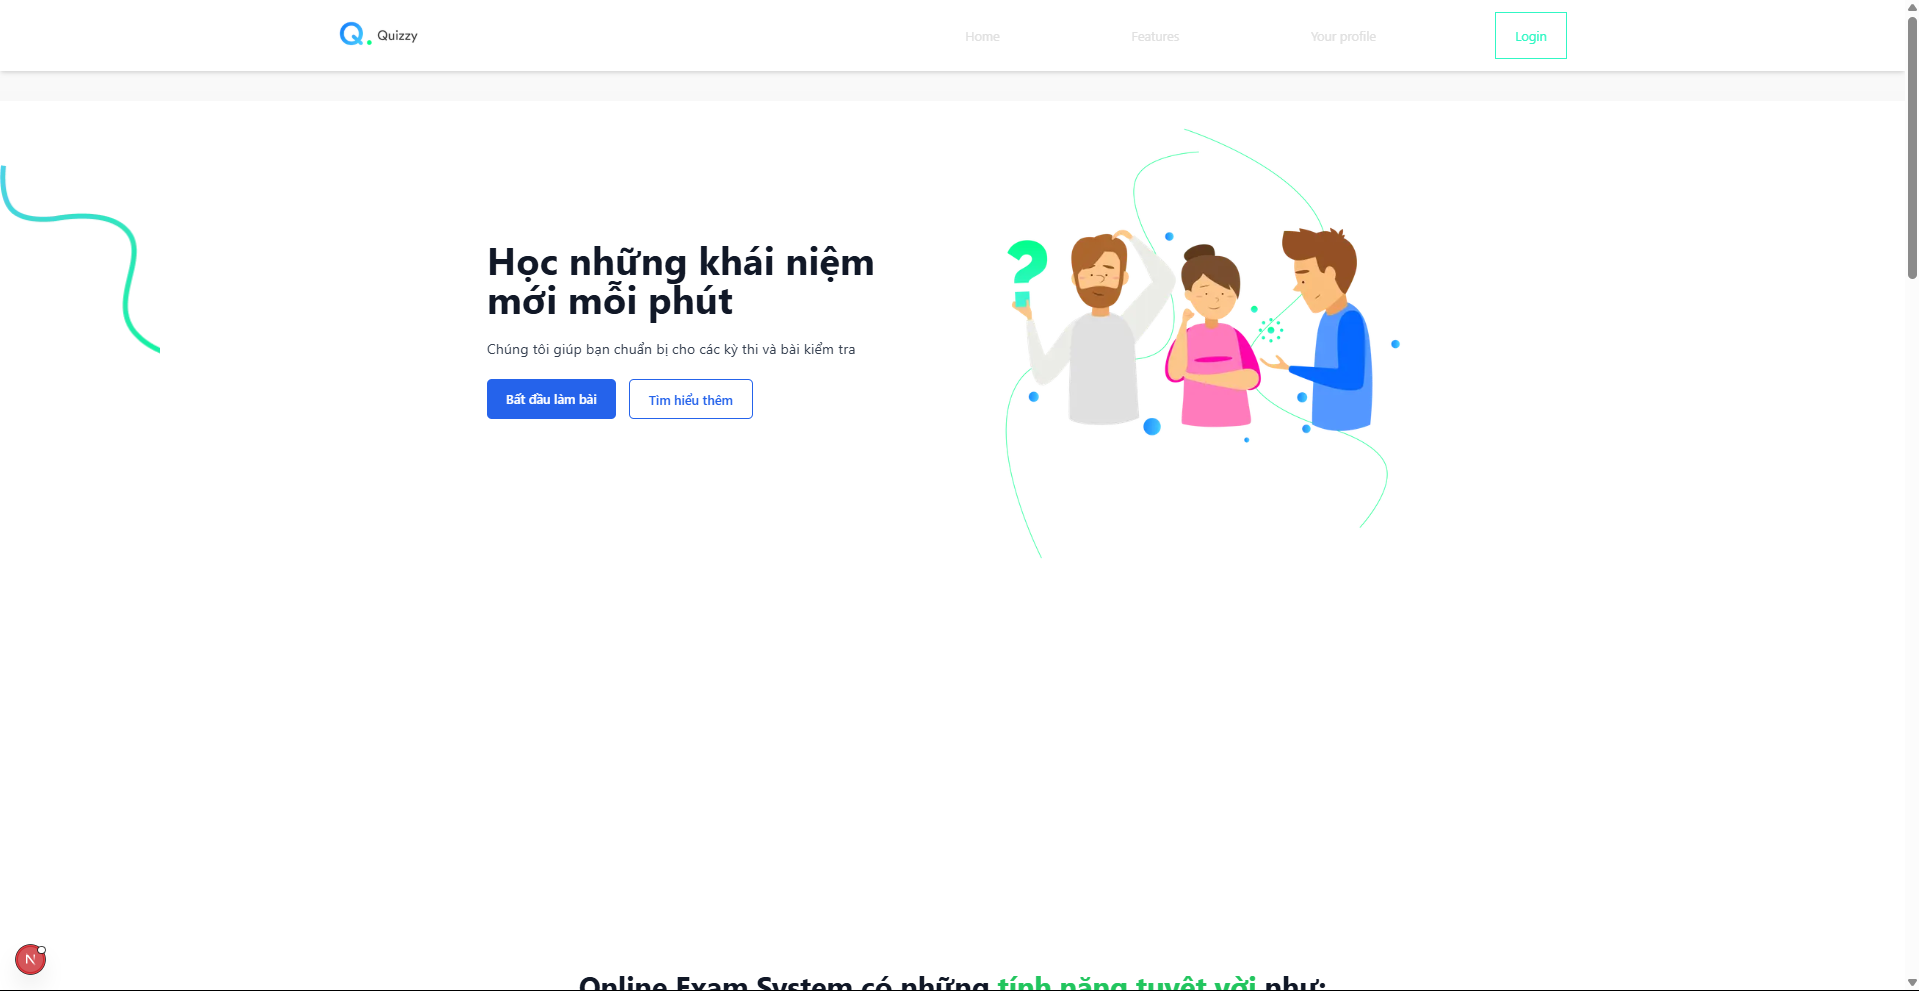 Q. Quizzy
Home
Features
Your profile
Login
Học những khái niệm
mới mỗi phút
Chúng tôi giúp bạn chuẩn bị cho các kỳ thi và bài kiểm tra
Bất đầu làm bài
Tìm hiểu thêm
?
N
Online Exam System có những tính năng tuyệt vời như: